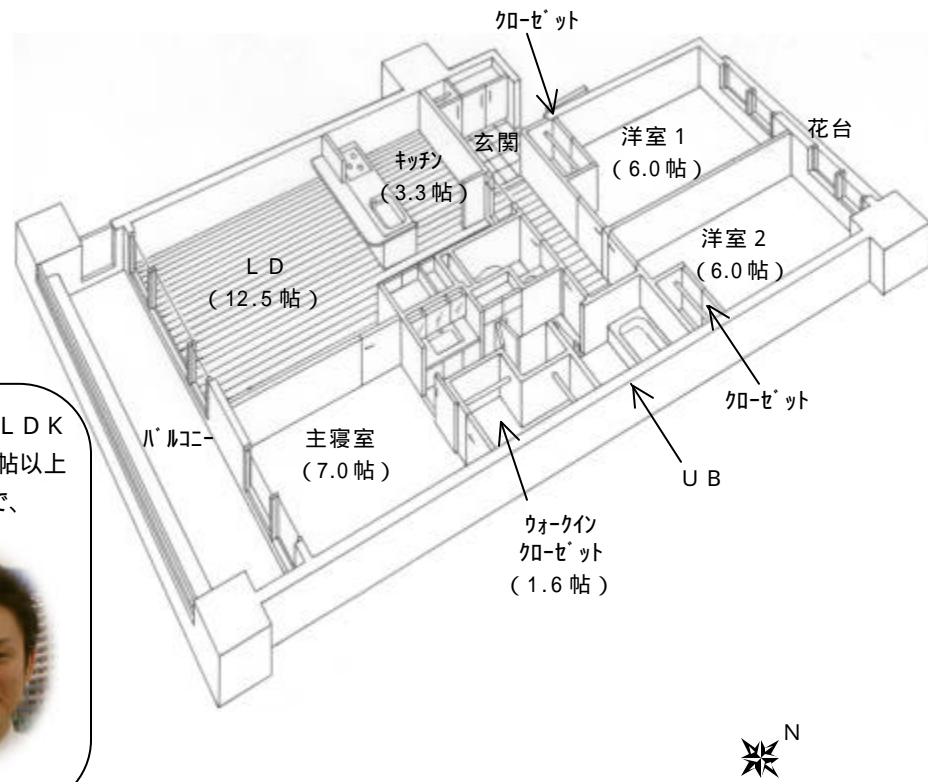 クローゼット
玄関
洋室1
(6.0帖)
花台
キッチン
(3.3帖)
洋室2
(6.0帖)
LD
(12.5帖)
クローゼット
バルコニー
主寝室
(7.0帖)
UB
ウォークイン
クローゼット
(1.6帖)
LDK
帖以上
で、
N